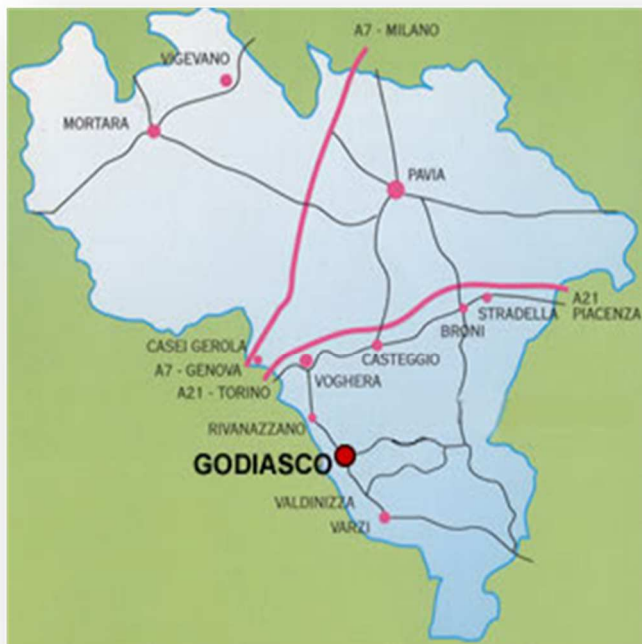 A7 - MILANO
VIGEVANO
MORTARA
PAVIA
A21
PIACENZA
STRADELLA
BRONI
CASEI GEROLA
CASTEGGIO
A7 - GENOVA
VOGHERA
A21 - TORINO
RIVANAZZANO
GODIASCO
VALDINIZZA
VARZI